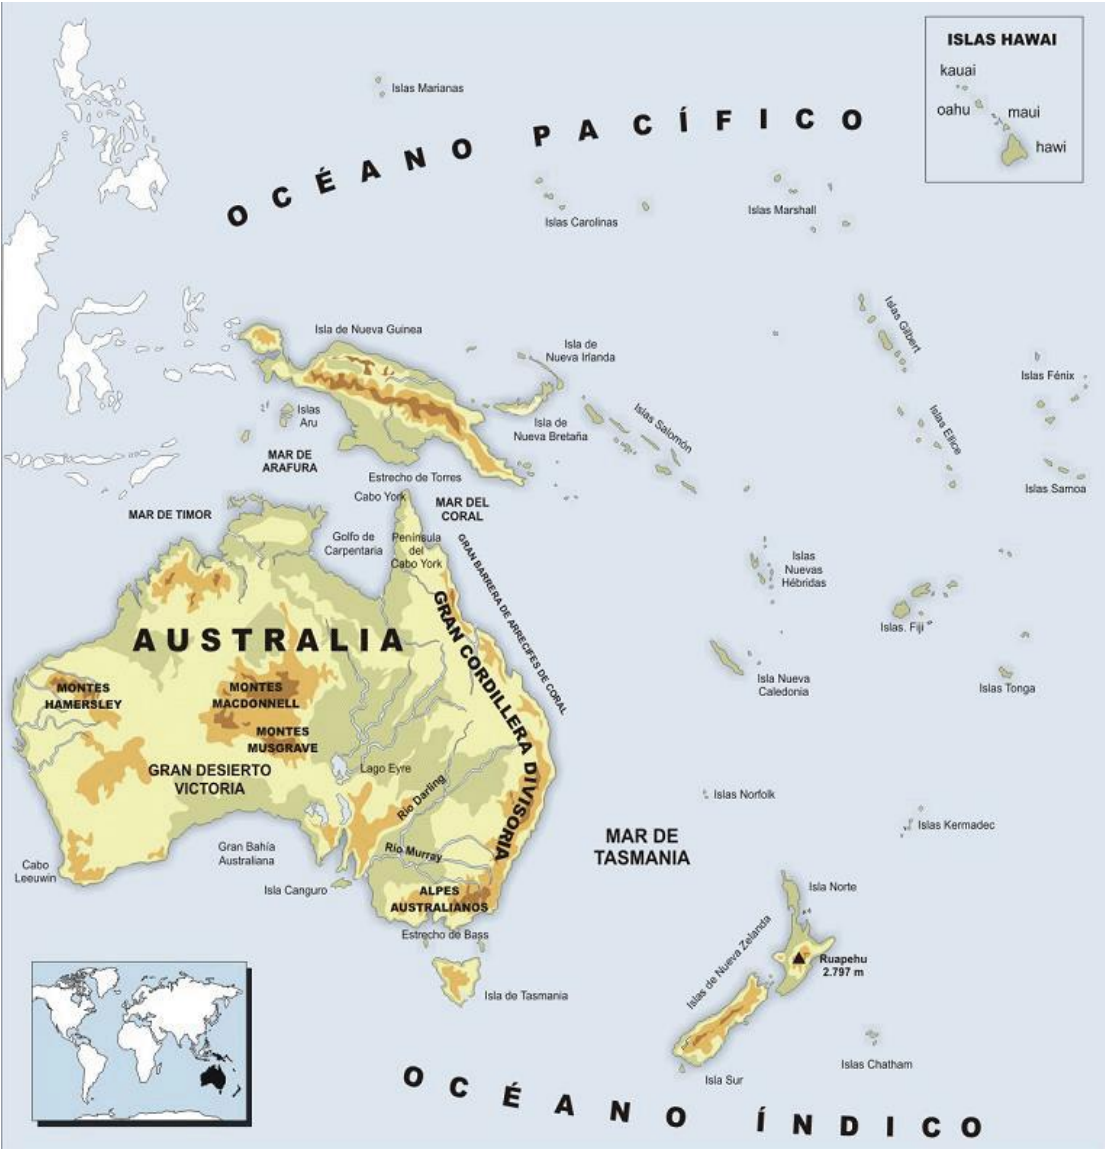 ISLAS HAWAI
kauai
oahu
maui
hawi
Islas Marianas
OCÉANO PACÍFICO
Islas Carolinas
Islas Marshall
Islas Gilbert
Isla de Nueva Guinea
Isla de
Nueva Irlanda
Islas Fénix
Islas
Aru
Isla de
Nueva Bretaña
Islas Salomón
Islas Ellice
MAR DE
ARAFURA
Estrecho de Torres
Islas Samoa
Cabo York
MAR DEL
CORAL
MAR DE TIMOR
Golfo de
Carpentaria
Península
del
Cabo York
GRAN BARRERA DE ARRECIFES DE CORAL
Islas
Nuevas
Hébridas
Islas. Fiji
AUSTRALIA
GRAN CORDILLERA DIVISORIA
Isla Nueva
Caledonia
Islas Tonga
MONTES
HAMERSLEY
MONTES
MACDONNELL
MONTES
MUSGRAVE
GRAN DESIERTO
VICTORIA
Lago Eyre
Río Darling
Islas Norfolk
Islas Kermadec
MAR DE
TASMANIA
Río Murray
Gran Bahía
Australiana
Cabo
Leeuwin
Isla Canguro
ALPES
AUSTRALIANOS
Isla Norte
Estrecho de Bass
Islas de Nueva Zelanda
Ruapehu
2.797 m
Isla de Tasmania
Islas Chatham
Isla Sur
OCÉANO ÍNDICO